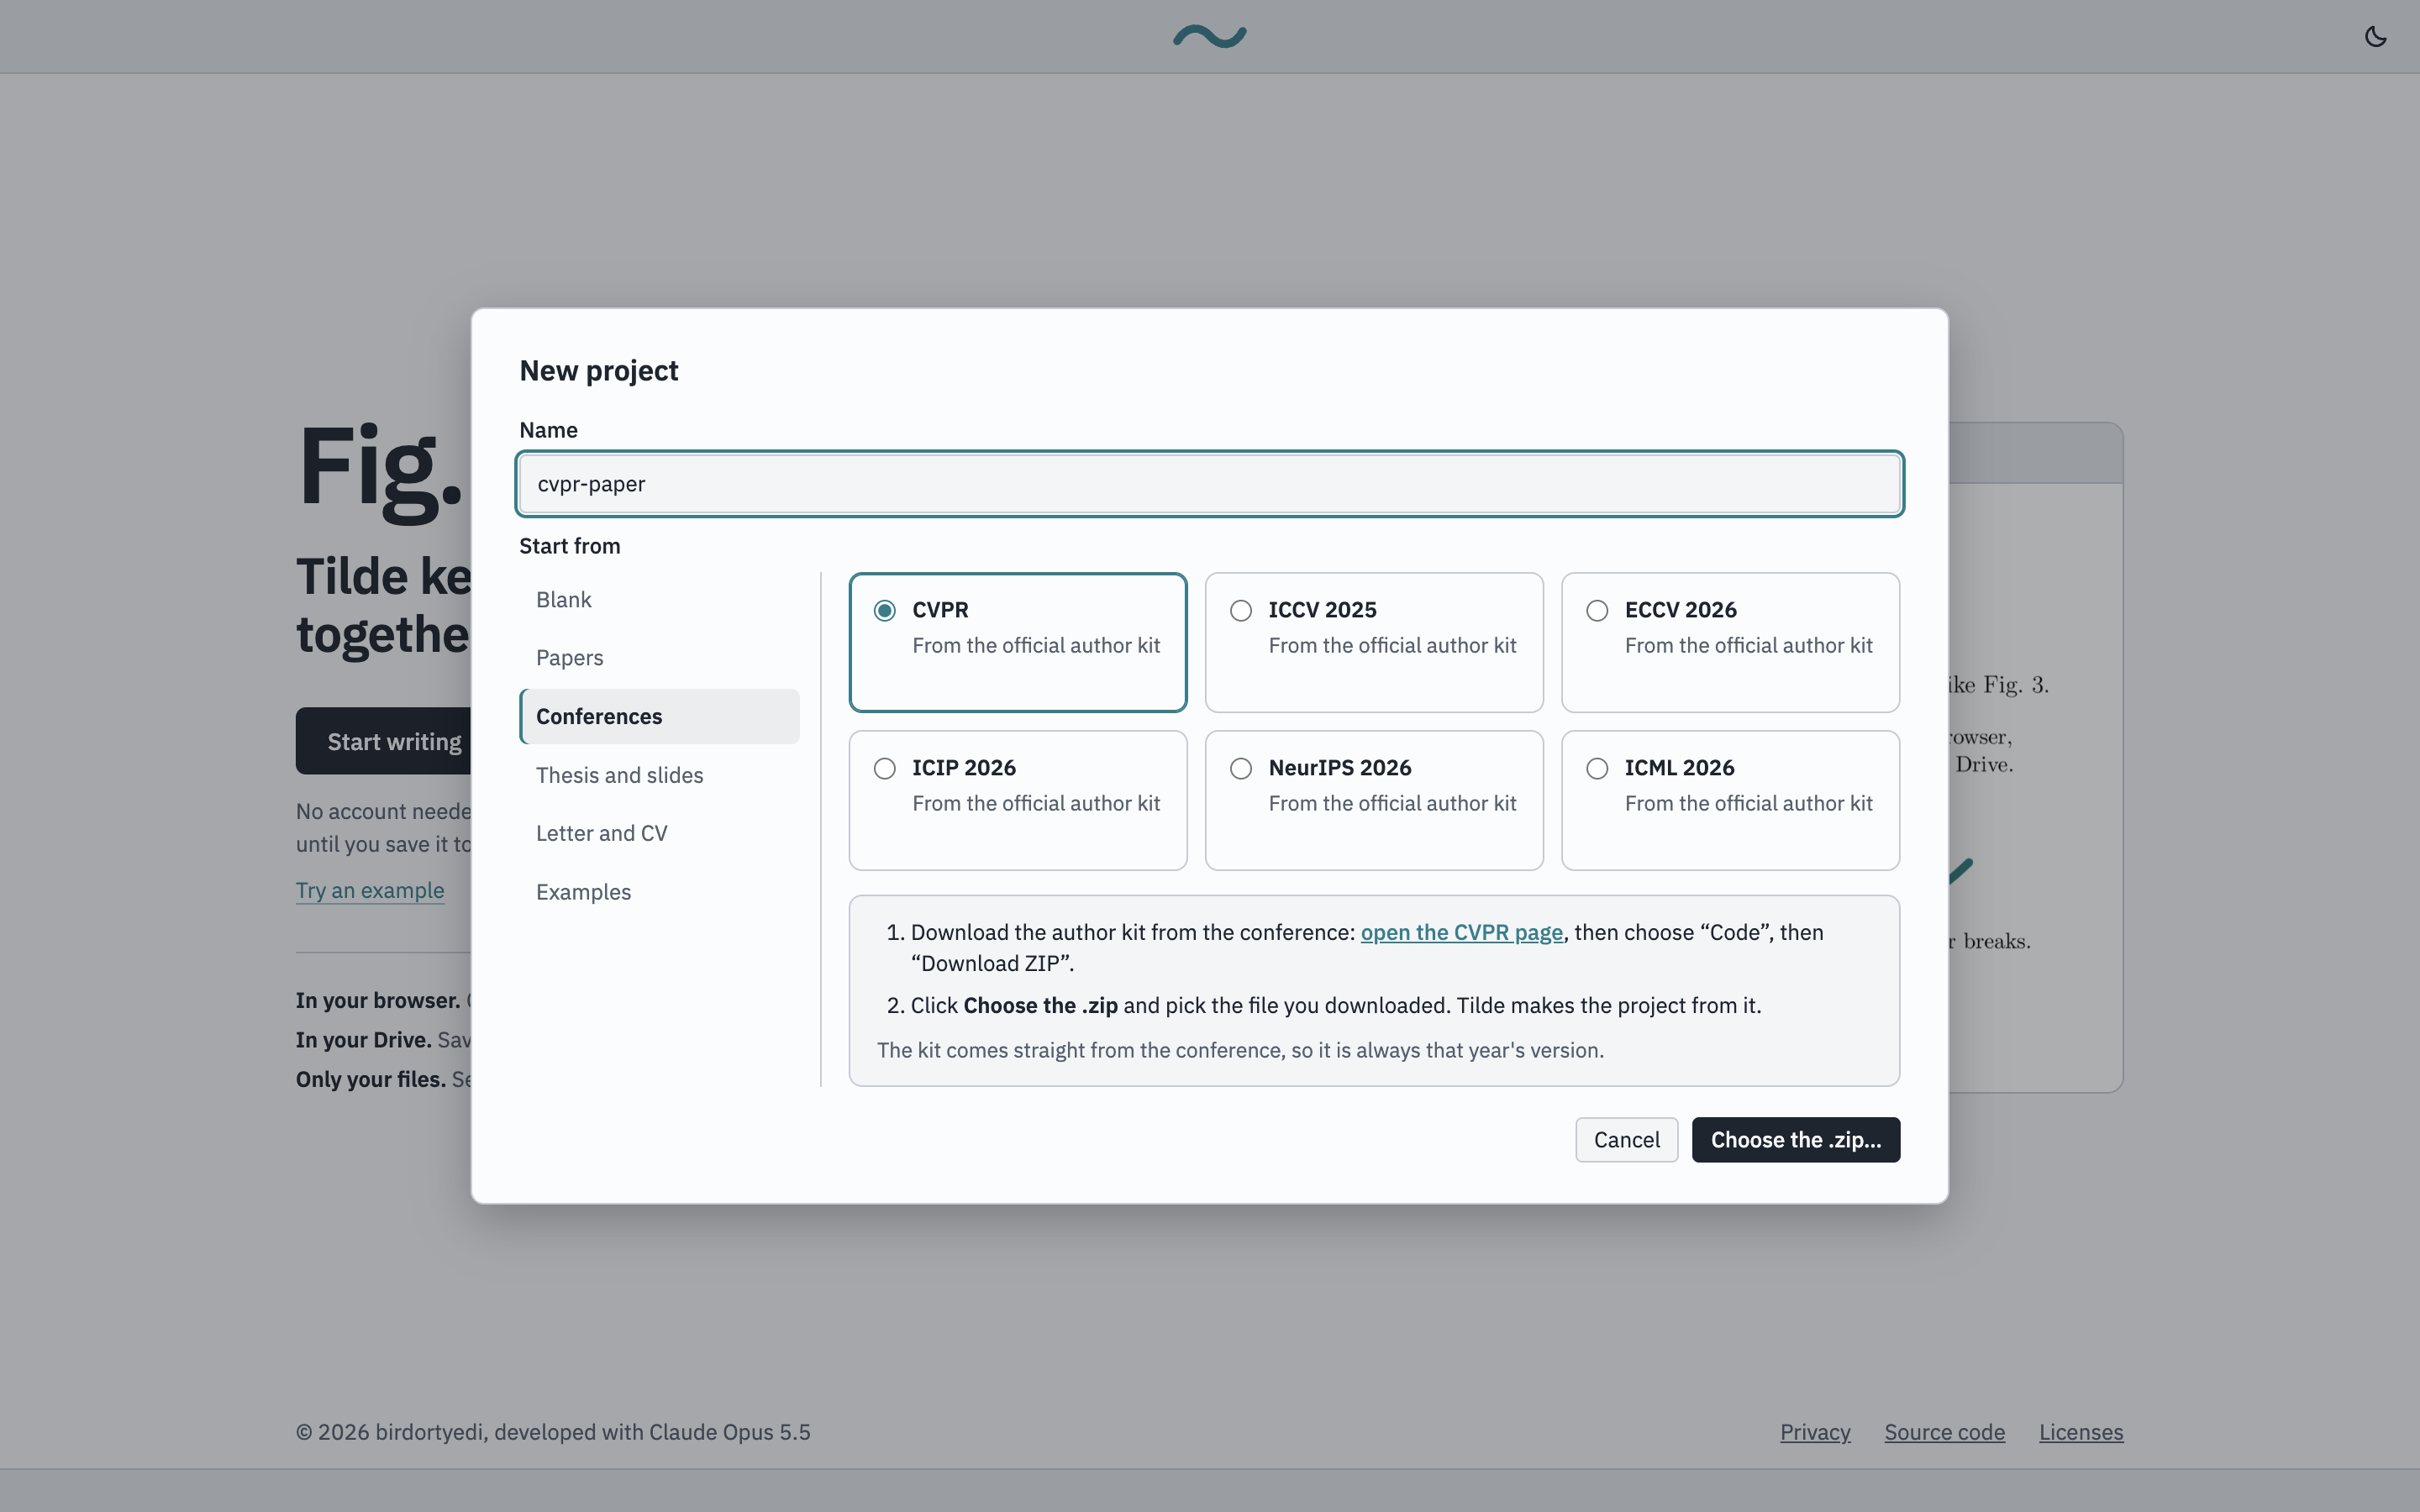 New project
Name
cvpr-paper
Start from
Blank
Papers
Conferences
Thesis and slides
Letter and CV
Examples
CVPR
From the official author kit
ICCV 2025
From the official author kit
ECCV 2026
From the official author kit
ICIP 2026
From the official author kit
NeurIPS 2026
From the official author kit
ICML 2026
From the official author kit
1. Download the author kit from the conference: open the CVPR page, then choose “Code”, then
“Download ZIP”.
2. Click Choose the .zip and pick the file you downloaded. Tilde makes the project from it.
The kit comes straight from the conference, so it is always that year's version.
Cancel
Choose the .zip...
Fig.
Tilde
Start writing
No account
until you save it
Try an example
In your browser.
In your Drive.
Only your files.
Fig. 3.
Drive.
breaks.
© 2026 birdortyedi, developed with Claude Opus 5.5
Privacy
Source code
Licenses